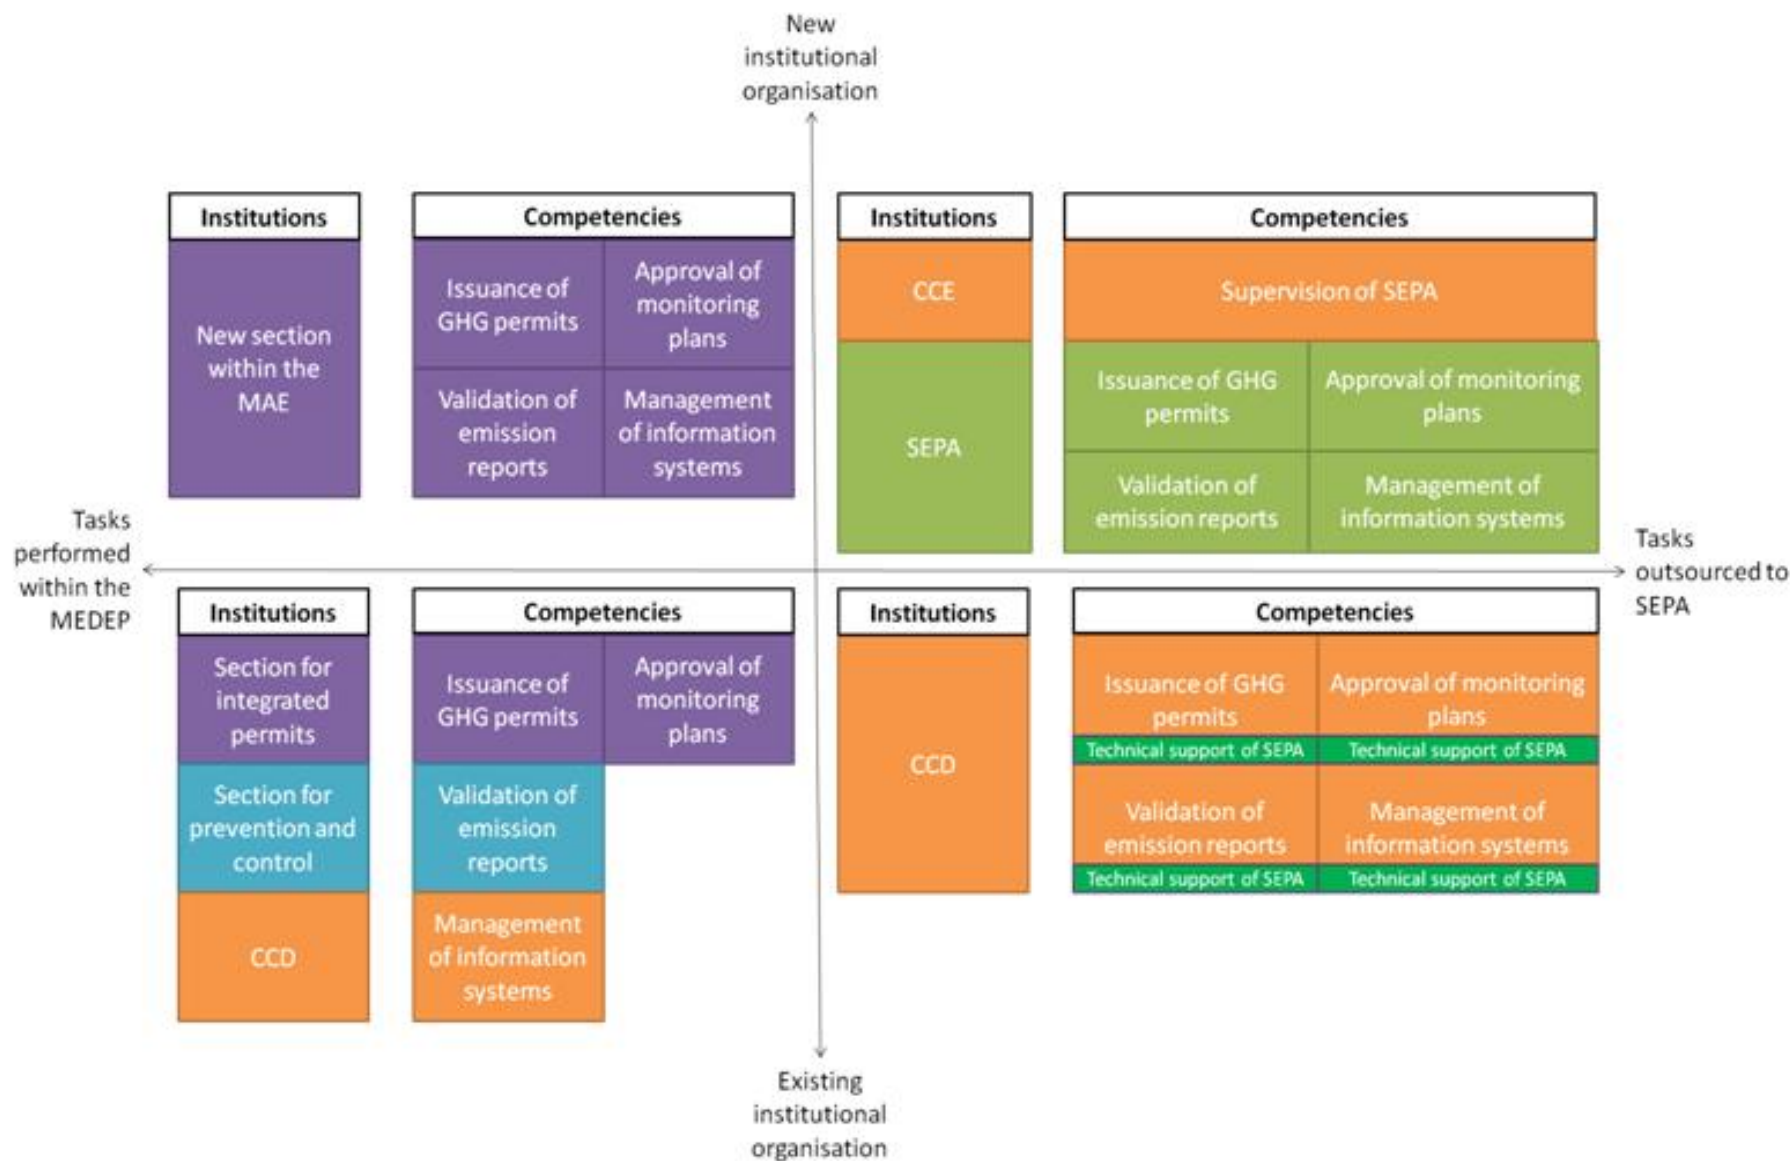 New
institutional
organisation
Institutions
Competencies
New section
within the
MAE
Issuance of
GHG permits
Approval of
monitoring
plans
Validation of
emission
reports
Management
of information
systems
Institutions
Competencies
CCE
Supervision of SEPA
SEPA
Issuance of GHG
permits
Approval of monitoring
plans
Validation of
emission reports
Management of
information systems
Tasks
performed
within the
MEDEP
Tasks
outsourced to
SEPA
Institutions
Competencies
Section for
integrated
permits
Issuance of
GHG permits
Approval of
monitoring
plans
Section for
prevention and
control
Validation of
emission
reports
CCD
Management
of information
systems
Institutions
Competencies
CCD
Issuance of GHG
permits
Approval of monitoring
plans
Technical support of SEPA
Technical support of SEPA
Validation of
emission reports
Management of
information systems
Technical support of SEPA
Technical support of SEPA
Existing
institutional
organisation